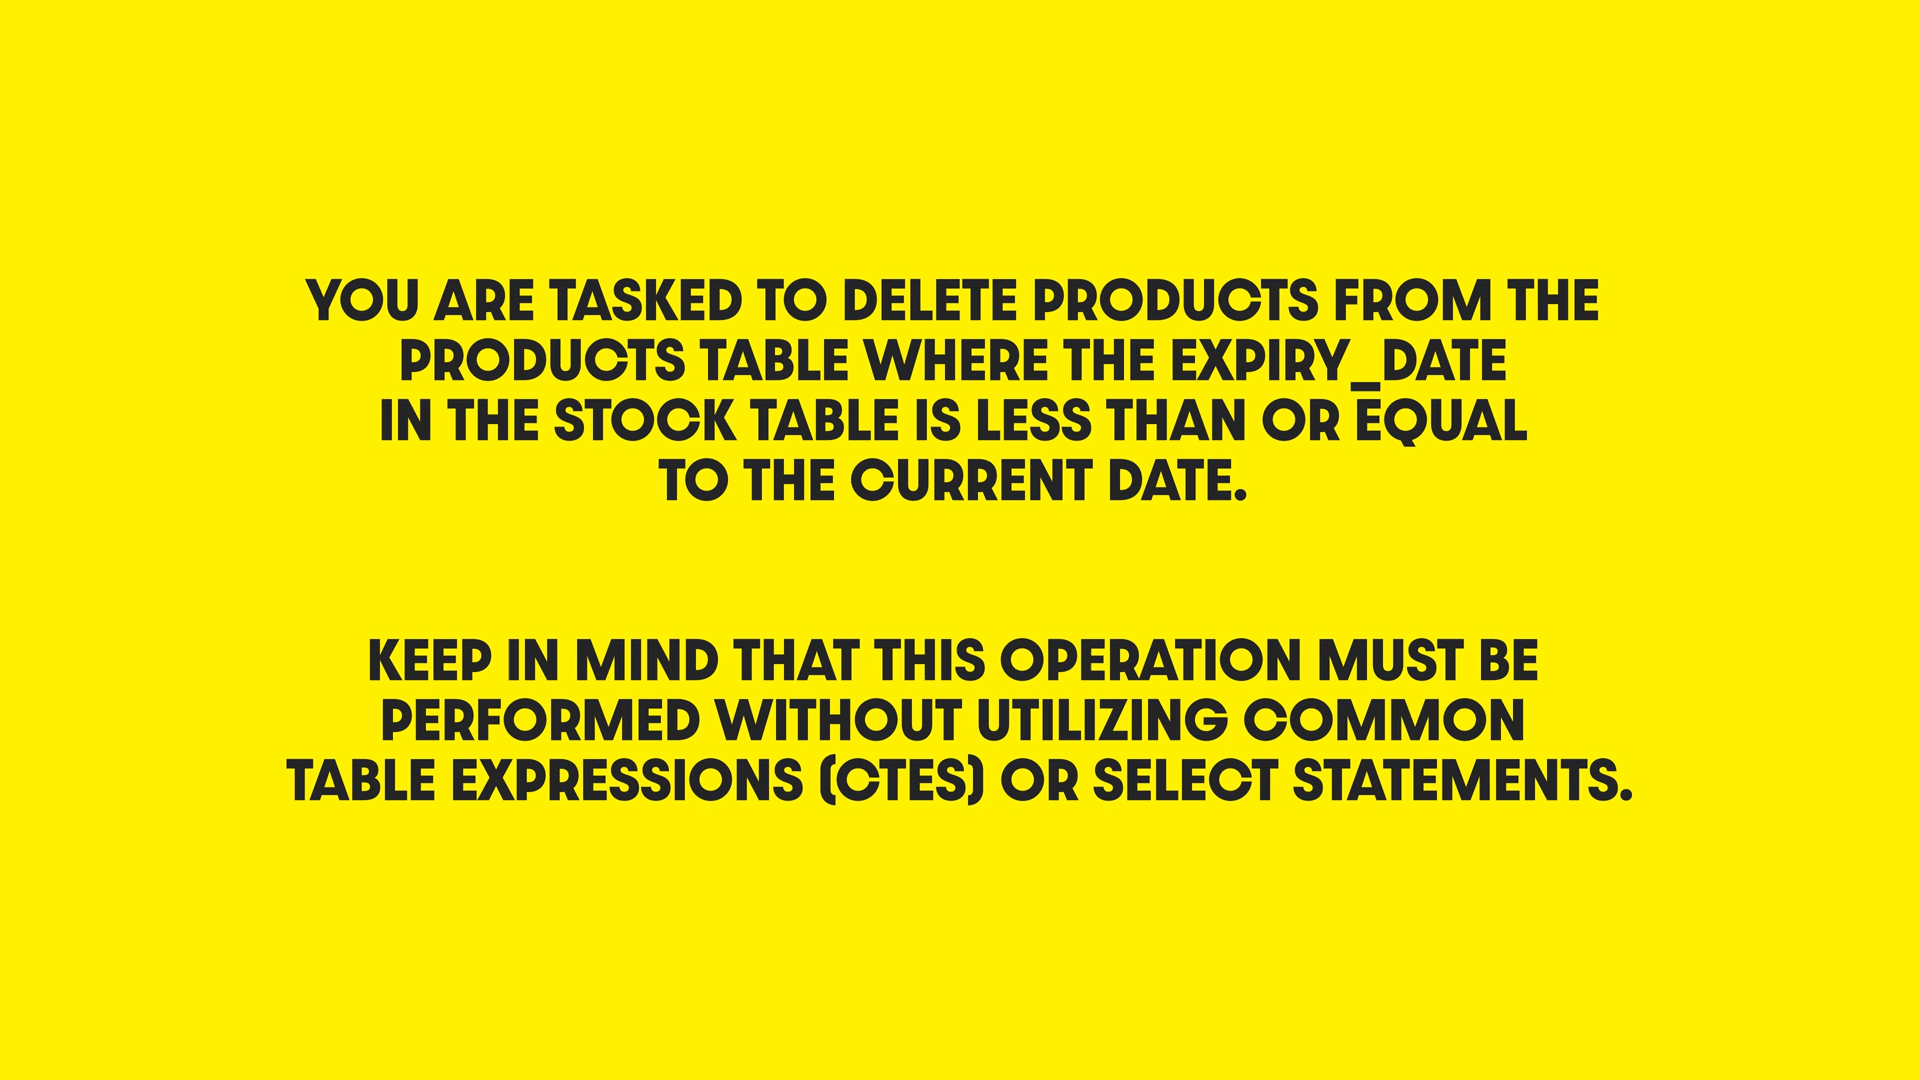 YOU ARE TASKED TO DELETE PRODUCTS FROM THE
PRODUCTS TABLE WHERE THE EXPIRY_DATE
IN THE STOCK TABLE IS LESS THAN OR EQUAL
TO THE CURRENT DATE.
KEEP IN MIND THAT THIS OPERATION MUST BE
PERFORMED WITHOUT UTILIZING COMMON
TABLE EXPRESSIONS (CTES) OR SELECT STATEMENTS.